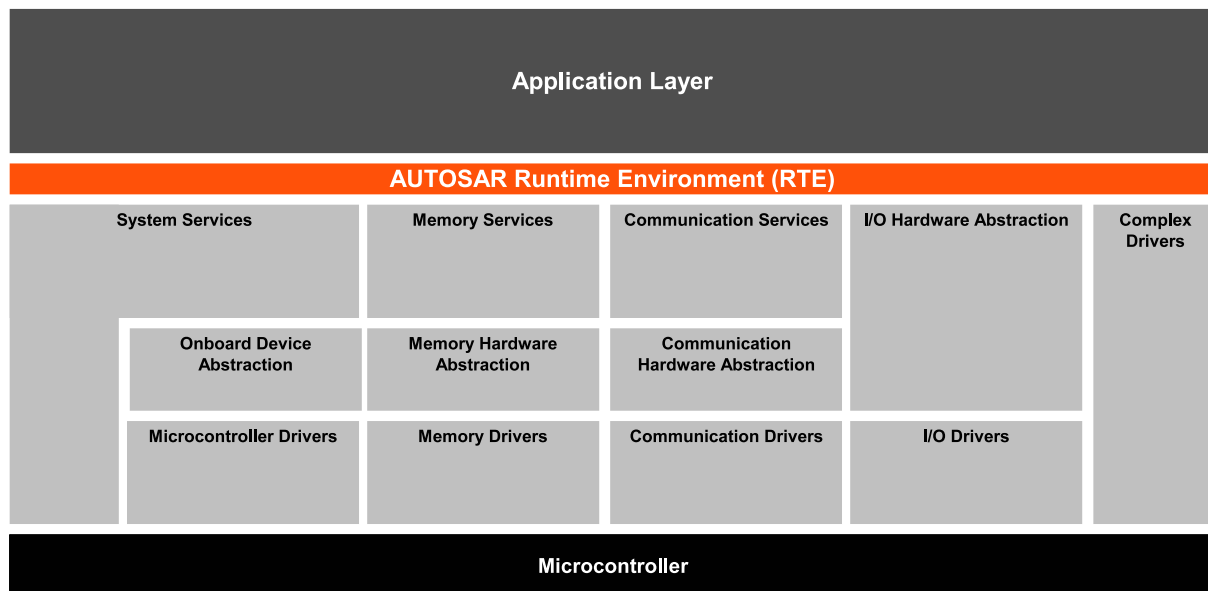 Application Layer
AUTOSAR Runtime Environment (RTE)
System Services
Memory Services
Communication Services
I/O Hardware Abstraction
Complex
Drivers
Onboard Device
Abstraction
Memory Hardware
Abstraction
Communication
Hardware Abstraction
Microcontroller Drivers
Memory Drivers
Communication Drivers
I/O Drivers
Microcontroller